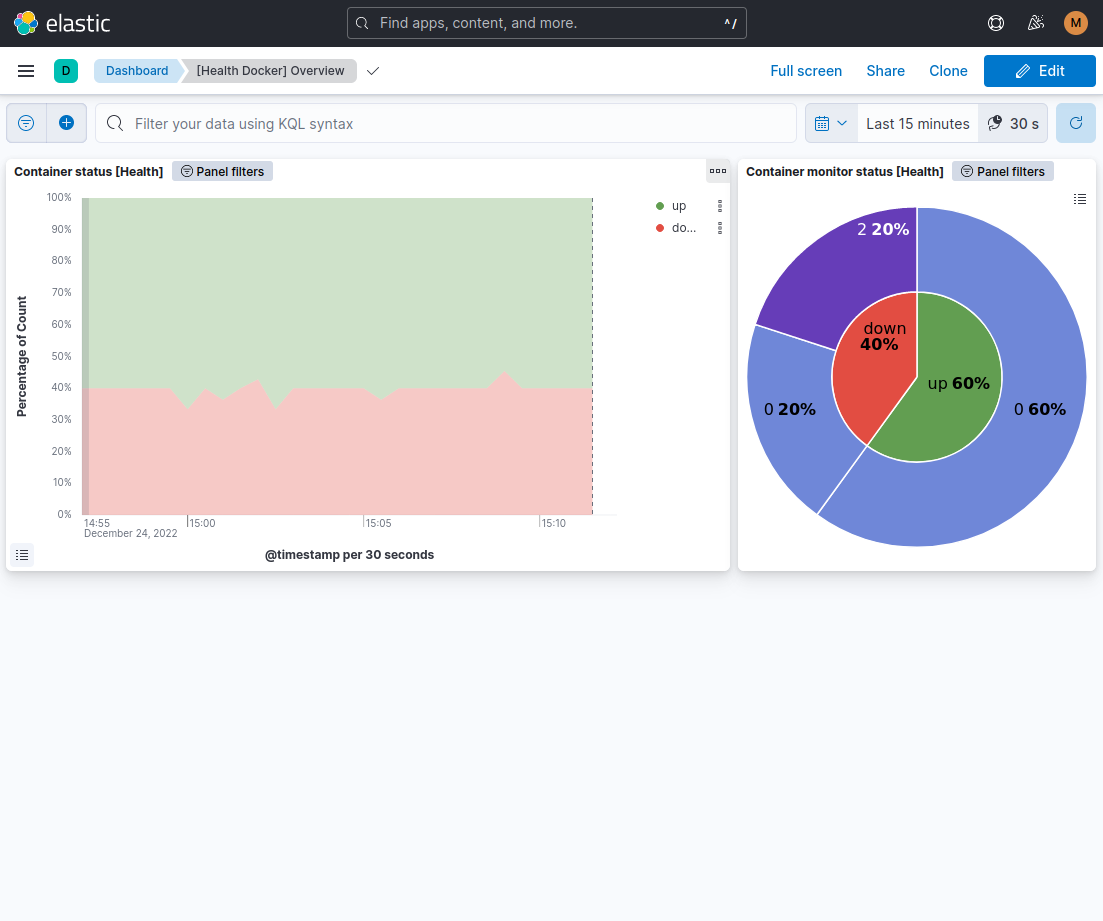 elastic
Find apps, content, and more.
^/
M
D
Dashboard
[Health Docker] Overview
Full screen
Share
Clone
Edit
Filter your data using KQL syntax
Last 15 minutes
30 s
Container status [Health]
Panel filters
100%
90%
80%
70%
60%
50%
40%
30%
20%
10%
0%
Percentage of Count
14:55
December 24, 2022
15:00
15:05
15:10
@timestamp per 30 seconds
up
do...
Container monitor status [Health]
Panel filters
2 20%
down
40%
up 60%
0 20%
0 60%